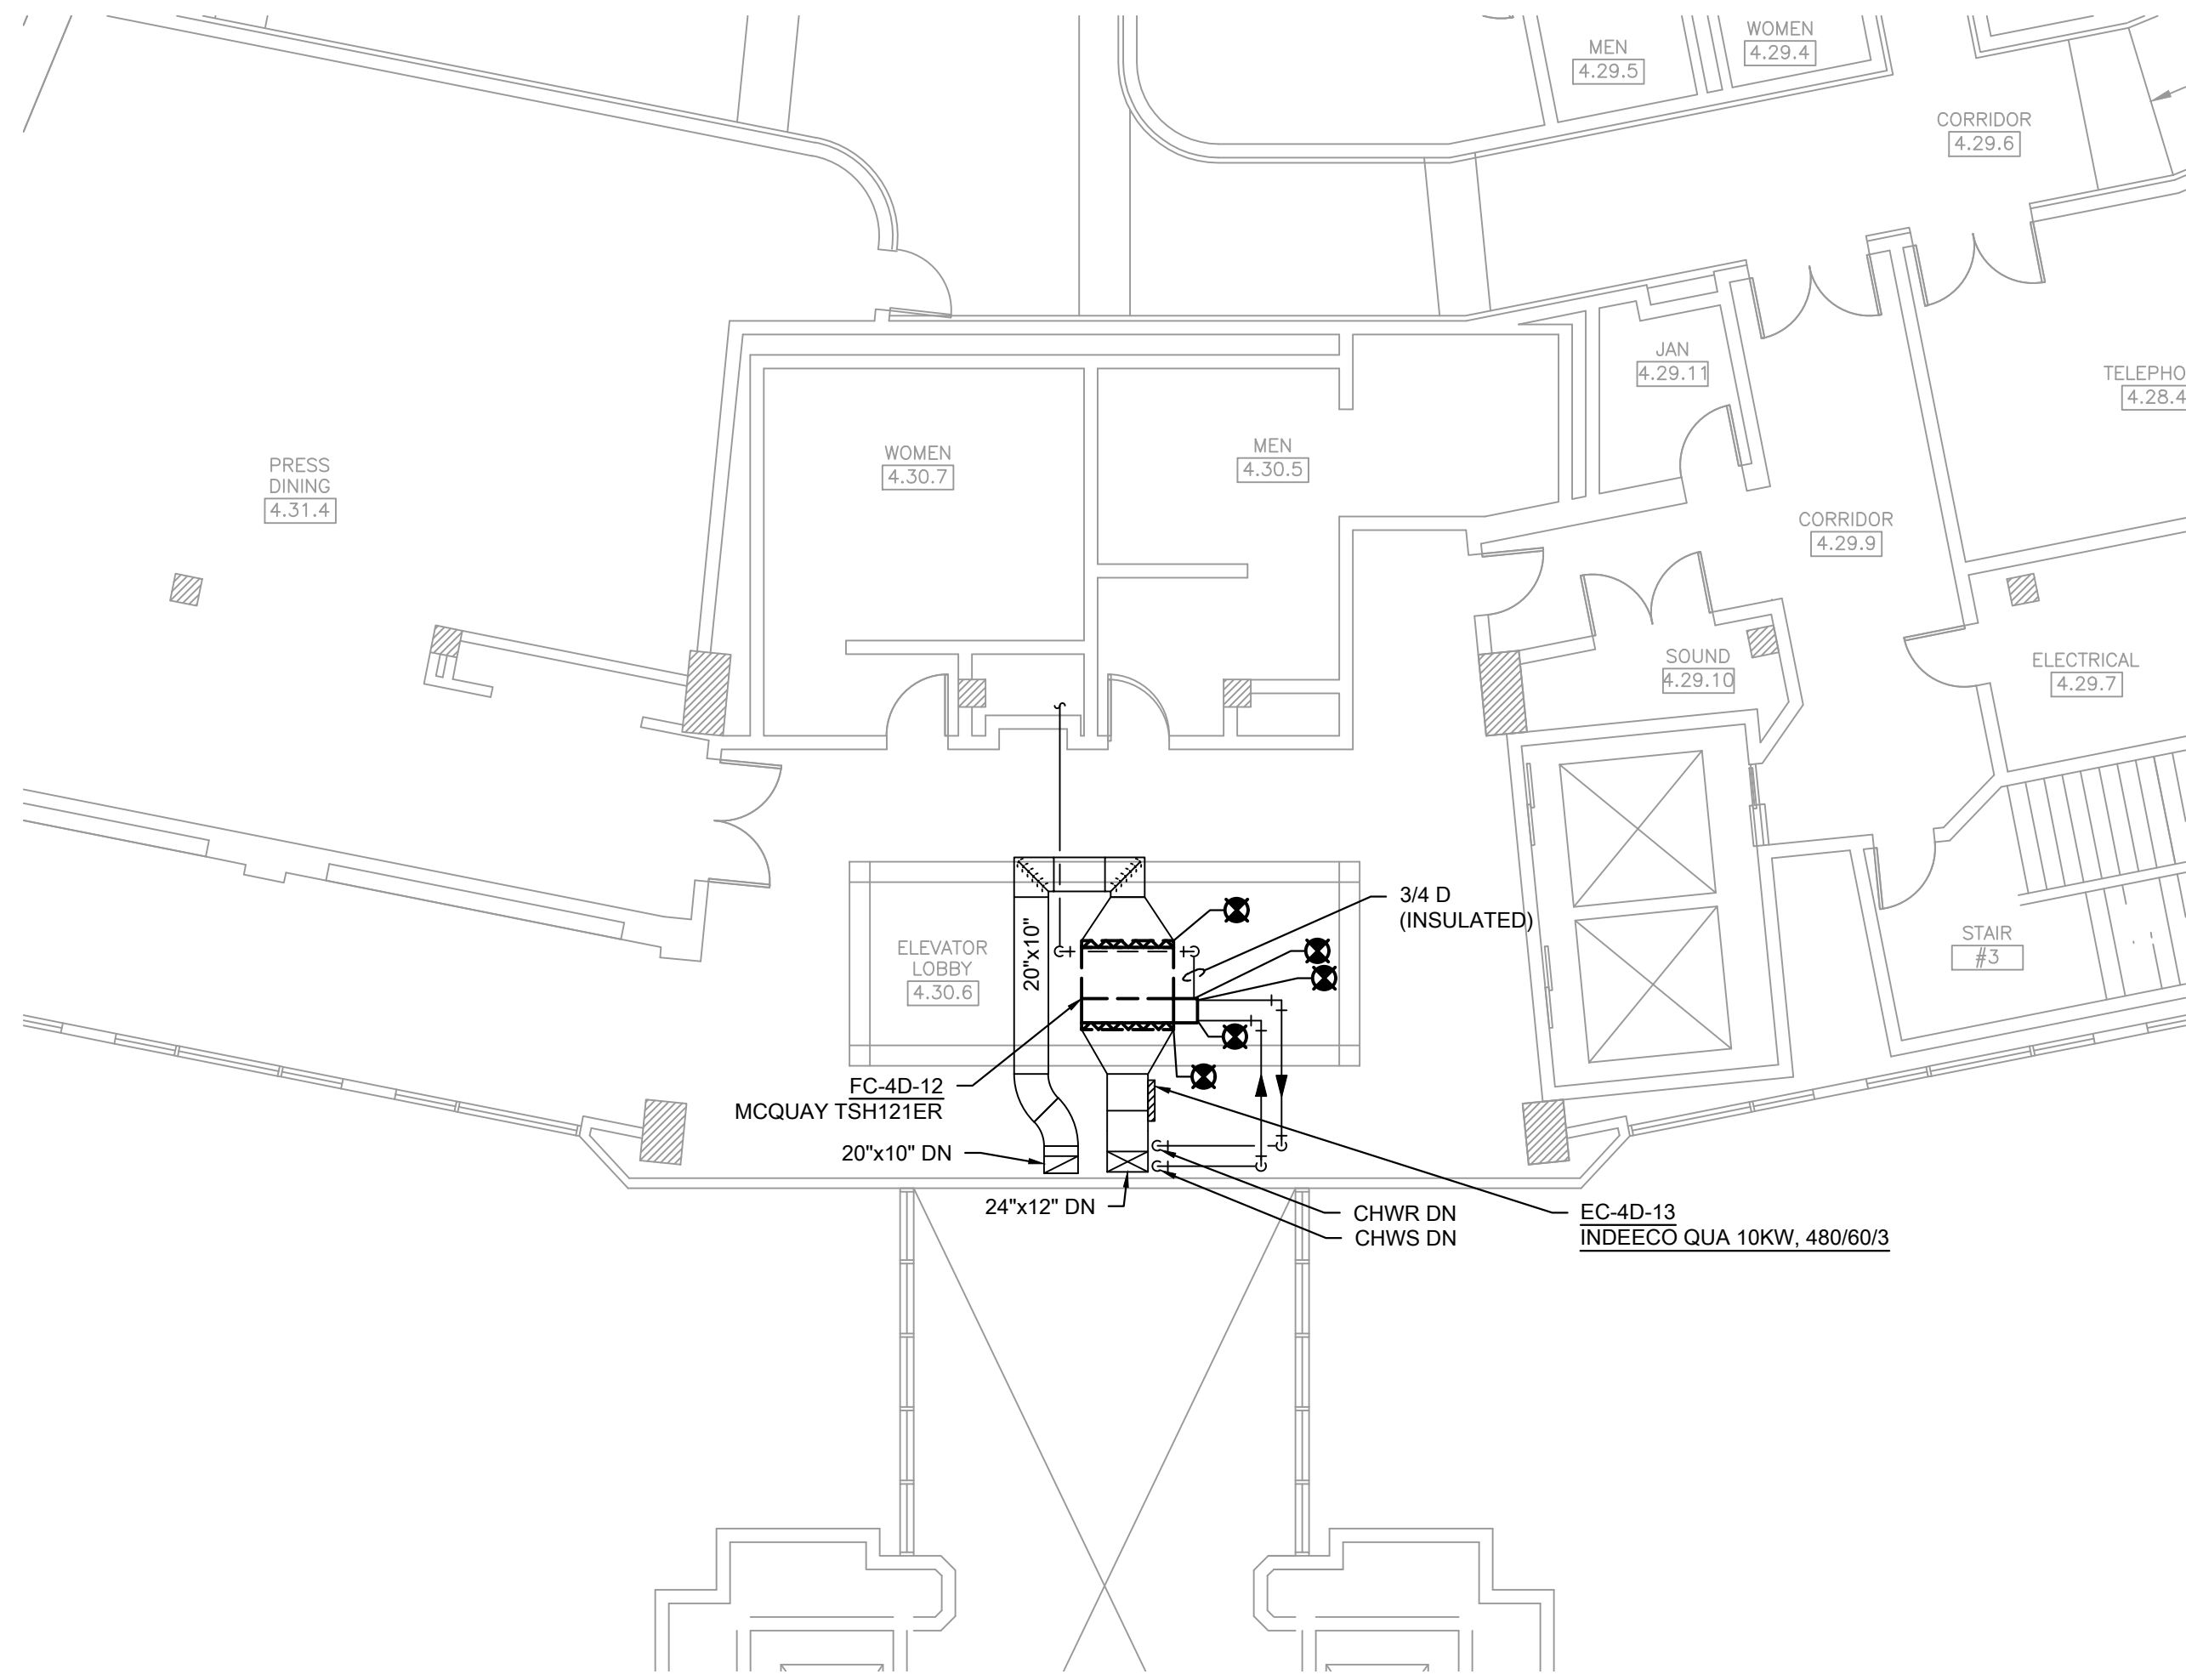 WOMEN
4.29.4
MEN
4.29.5
CORRIDOR
4.29.6
JAN
4.29.11
TELEPHO
4.28.4
WOMEN
4.30.7
MEN
4.30.5
PRESS
DINING
4.31.4
CORRIDOR
4.29.9
SOUND
4.29.10
ELECTRICAL
4.29.7
3/4 D
(INSULATED)
20"x10"
ELEVATOR
LOBBY
4.30.6
STAIR
#3
FC-4D-12
MCQUAY TSH121ER
20"x10" DN
24"x12" DN
CHWR DN
CHWS DN
EC-4D-13
INDEECO QUA 10KW, 480/60/3